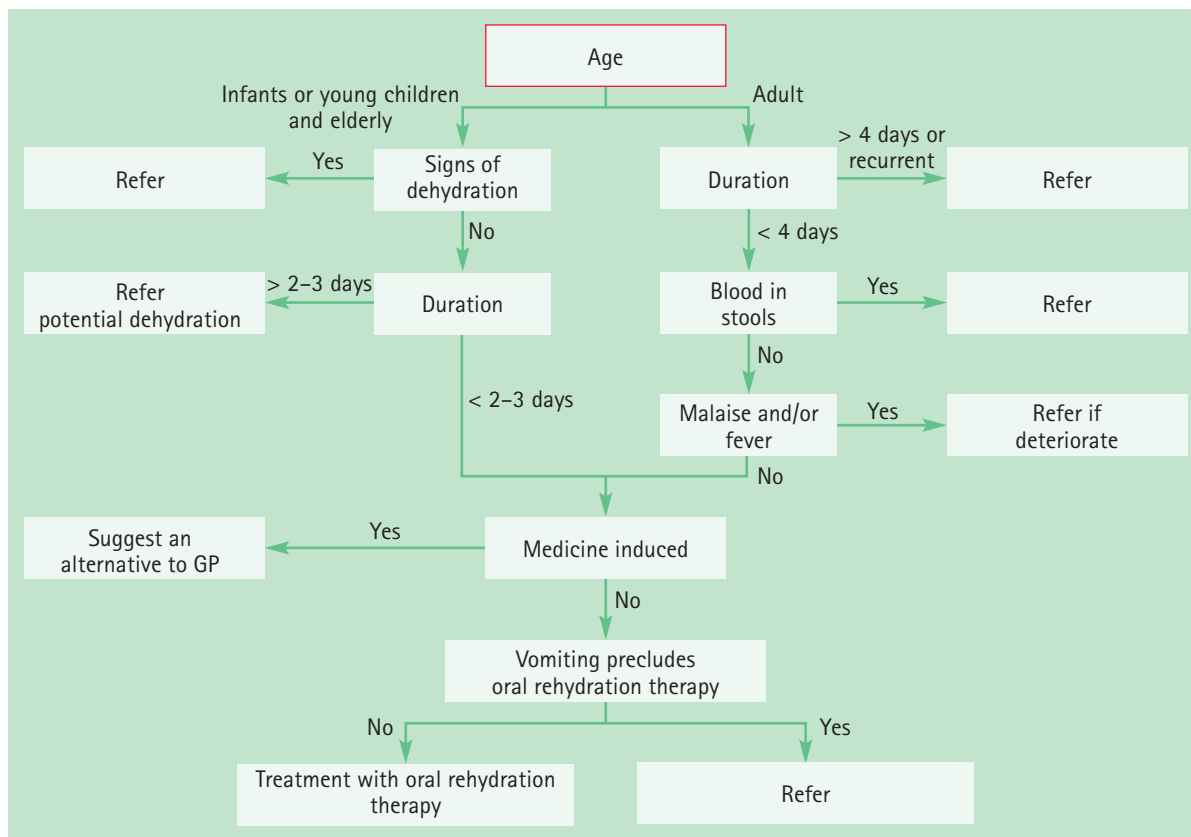 Age
Infants or young children
and elderly
Adult
Refer
Yes
Signs of
dehydration
Duration
> 4 days or
recurrent
Refer
No
< 4 days
Refer
potential dehydration
> 2–3 days
Duration
Blood in
stools
Yes
Refer
No
< 2–3 days
Malaise and/or
fever
Yes
Refer if
deteriorate
No
Suggest an
alternative to GP
Yes
Medicine induced
No
Vomiting precludes
oral rehydration therapy
No
Yes
Treatment with oral rehydration
therapy
Refer